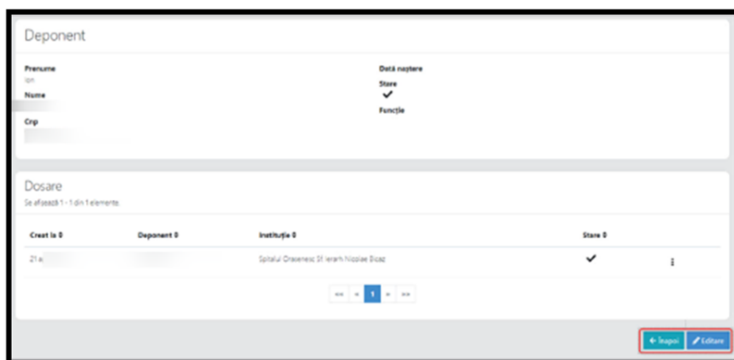 Deponent
Prenume
Ion
Nume
Cnp
Dată naștere
Stare
Funcție
Dosare
Se afișează 1 - 1 din 1 elemente.
Creat la Deponent Instituție Stare
21 a. Spitalul Orasenesc Sf Ierarh Nicolae Bicaz
<< < 1 > >>
Înapoi Editare